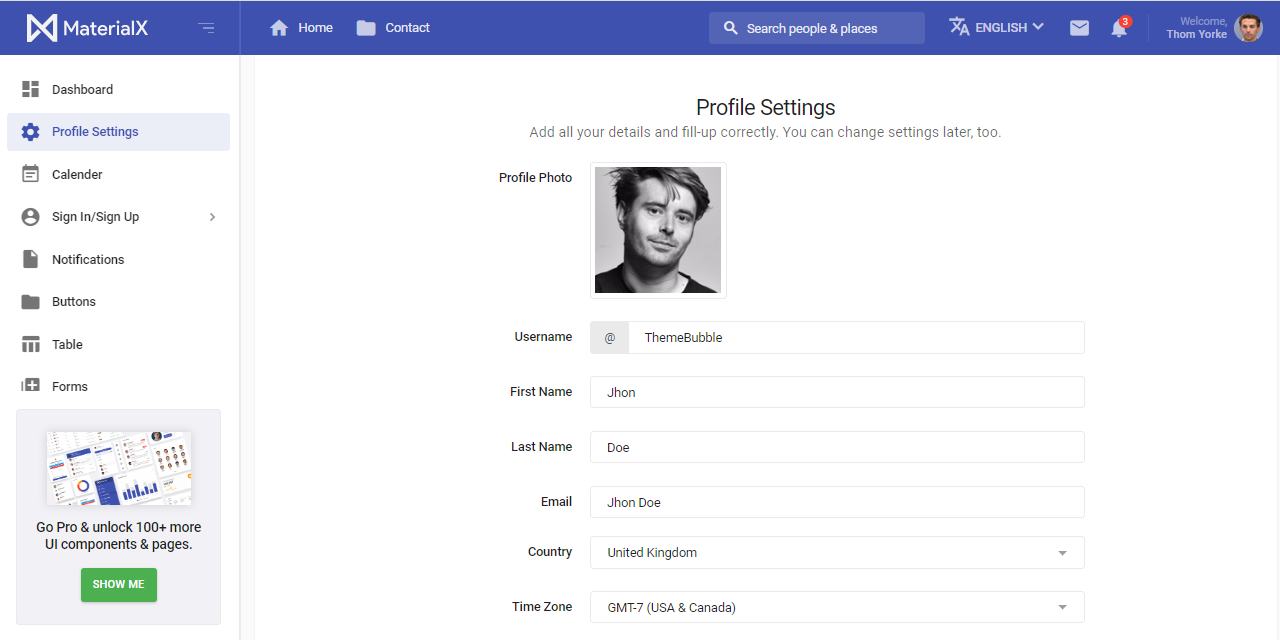 MaterialX
Home
Contact
Search people & places
ENGLISH
3
Welcome,
Thom Yorke
Dashboard
Profile Settings
Calender
Sign In/Sign Up
Notifications
Buttons
Table
Forms
Go Pro & unlock 100+ more
UI components & pages.
SHOW ME
Profile Settings
Add all your details and fill-up correctly. You can change settings later, too.
Profile Photo
Username
@ ThemeBubble
First Name
Jhon
Last Name
Doe
Email
Jhon Doe
Country
United Kingdom
Time Zone
GMT-7 (USA & Canada)